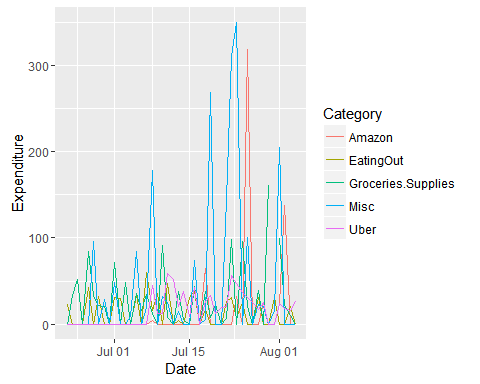 300
200
100
0
Expenditure
Jul 01
Jul 15
Aug 01
Date
Category
Amazon
EatingOut
Groceries.Supplies
Misc
Uber